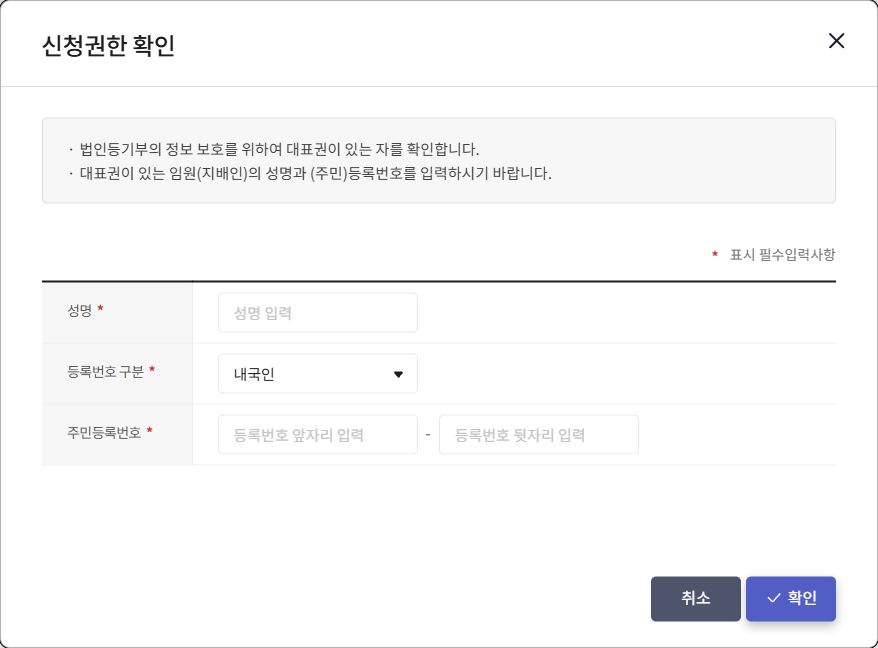 신청권한 확인
· 법인등기부의 정보 보호를 위하여 대표권이 있는 자를 확인합니다.
· 대표권이 있는 임원(지배인)의 성명과 (주민)등록번호를 입력하시기 바랍니다.
* 표시 필수입력사항
성명 *
성명 입력
등록번호 구분 *
내국인
주민등록번호 *
등록번호 앞자리 입력 - 등록번호 뒷자리 입력
취소
확인